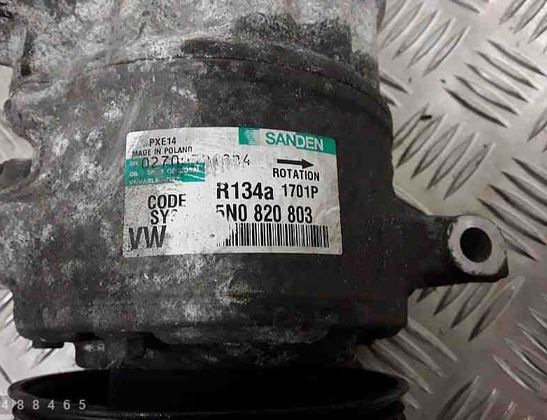 SANDEN
PXE14
MADE IN POLAND
ROTATION
R134a 1701P
CODE
5N0 820 803
VW
488465